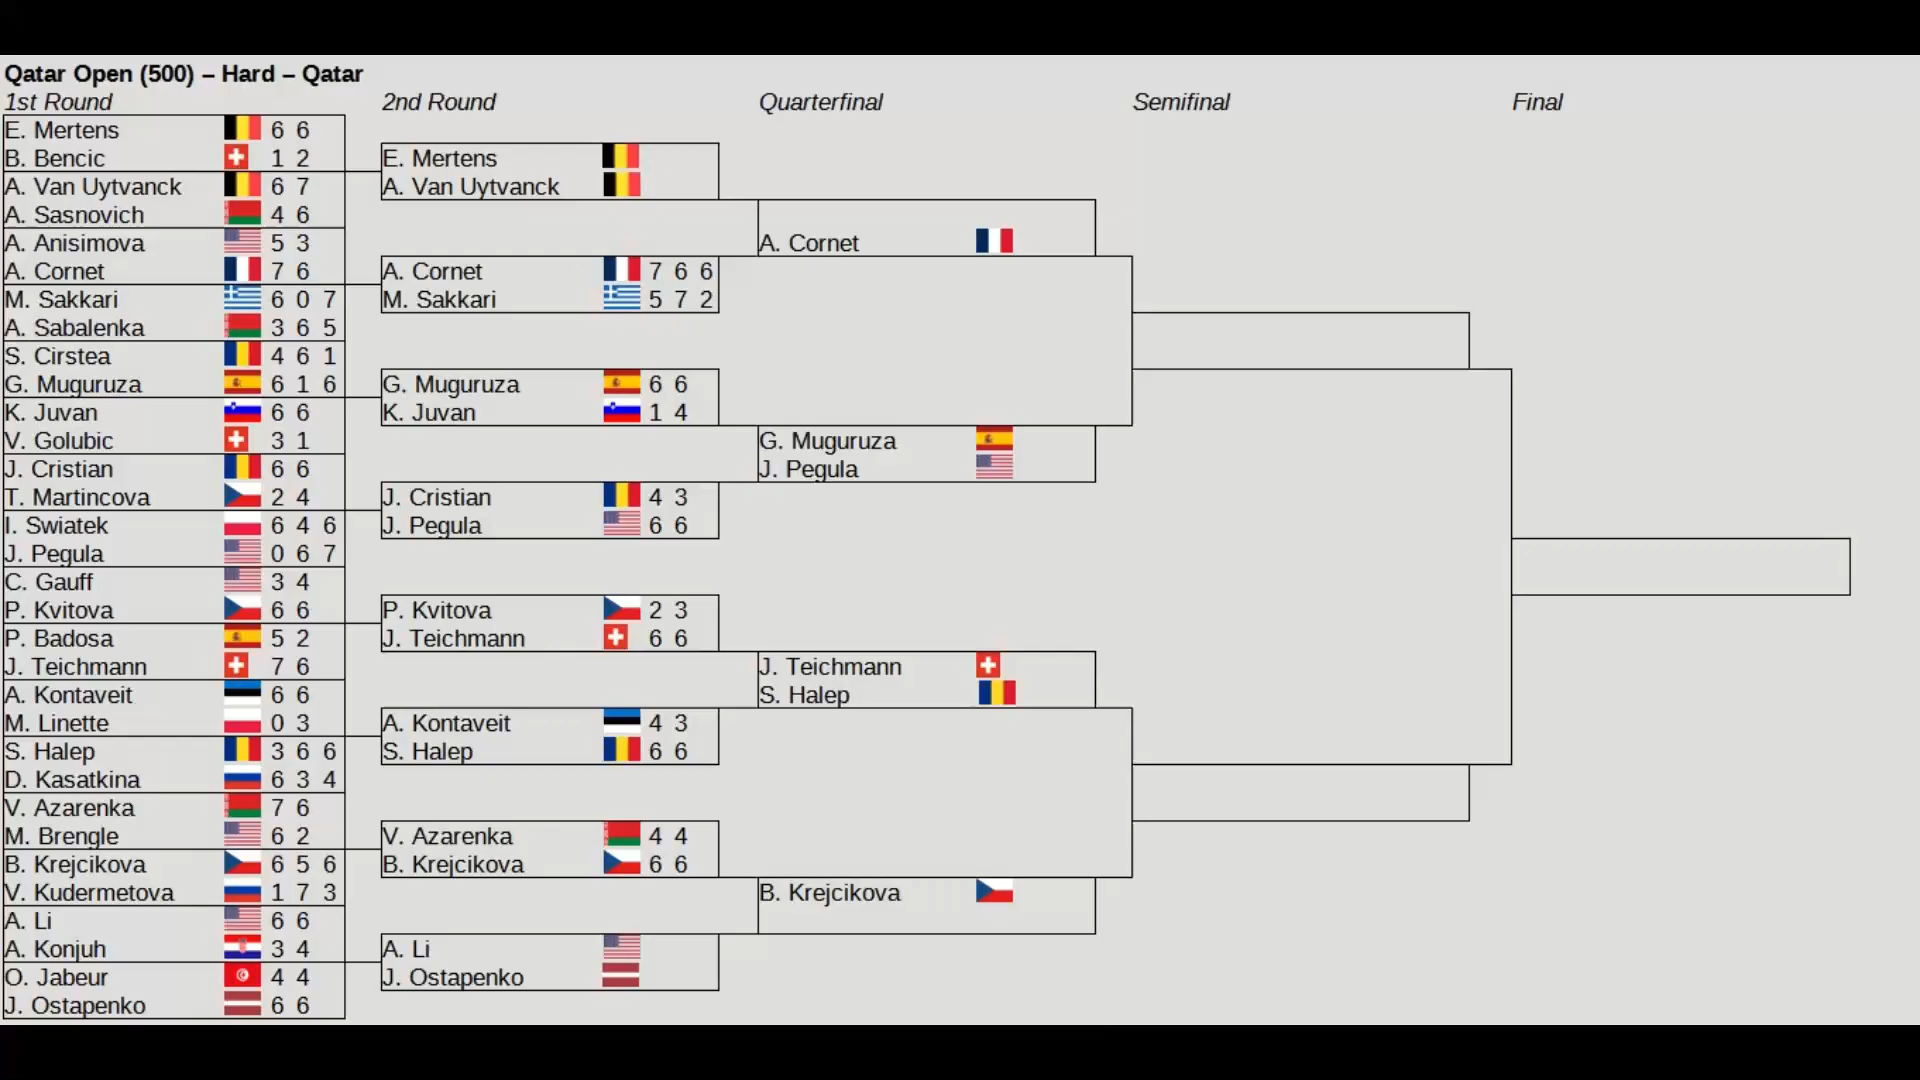 Qatar Open (500) – Hard – Qatar
1st Round
2nd Round
Quarterfinal
Semifinal
Final
E. Mertens 6 6
B. Bencic 1 2
A. Van Uytvanck 6 7
A. Sasnovich 4 6
A. Anisimova 5 3
A. Cornet 7 6
M. Sakkari 6 0 7
A. Sabalenka 3 6 5
S. Cirstea 4 6 1
G. Muguruza 6 1 6
K. Juvan 6 6
V. Golubic 3 1
J. Cristian 6 6
T. Martincova 2 4
I. Swiatek 6 4 6
J. Pegula 0 6 7
C. Gauff 3 4
P. Kvitova 6 6
P. Badosa 5 2
J. Teichmann 7 6
A. Kontaveit 6 6
M. Linette 0 3
S. Halep 3 6 6
D. Kasatkina 6 3 4
V. Azarenka 7 6
M. Brengle 6 2
B. Krejcikova 6 5 6
V. Kudermetova 1 7 3
A. Li 6 6
A. Konjuh 3 4
O. Jabeur 4 4
J. Ostapenko 6 6
E. Mertens
A. Van Uytvanck
A. Cornet 7 6 6
M. Sakkari 5 7 2
G. Muguruza 6 6
K. Juvan 1 4
J. Cristian 4 3
J. Pegula 6 6
P. Kvitova 2 3
J. Teichmann 6 6
A. Kontaveit 4 3
S. Halep 6 6
V. Azarenka 4 4
B. Krejcikova 6 6
A. Li
J. Ostapenko
A. Cornet
G. Muguruza
J. Pegula
J. Teichmann
S. Halep
B. Krejcikova